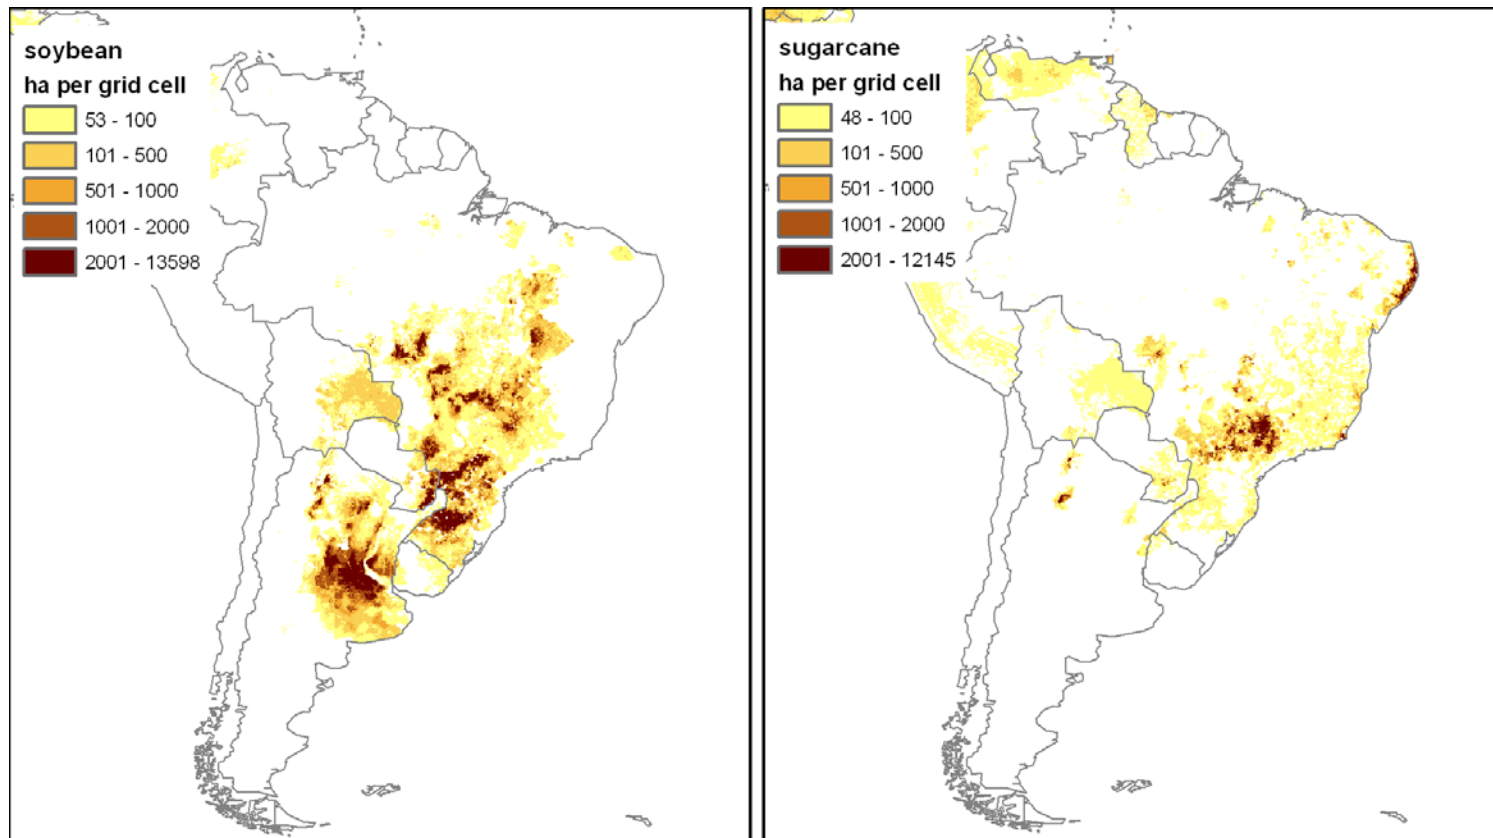 soybean
ha per grid cell
53 - 100
101 - 500
501 - 1000
1001 - 2000
2001 - 13598
sugarcane
ha per grid cell
48 - 100
101 - 500
501 - 1000
1001 - 2000
2001 - 12145